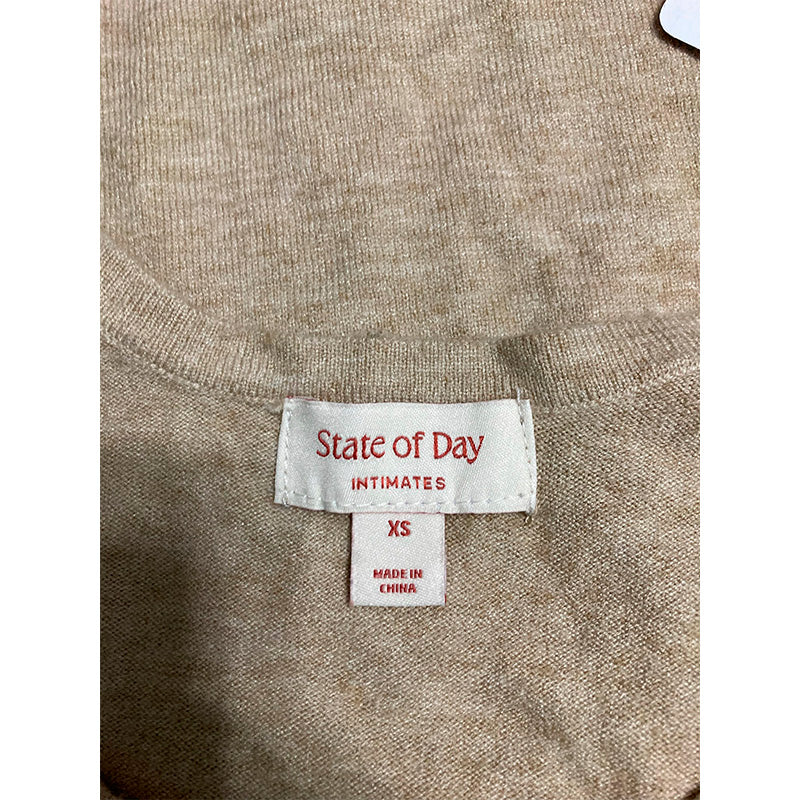 State of Day
INTIMATES
XS
MADE IN
CHINA